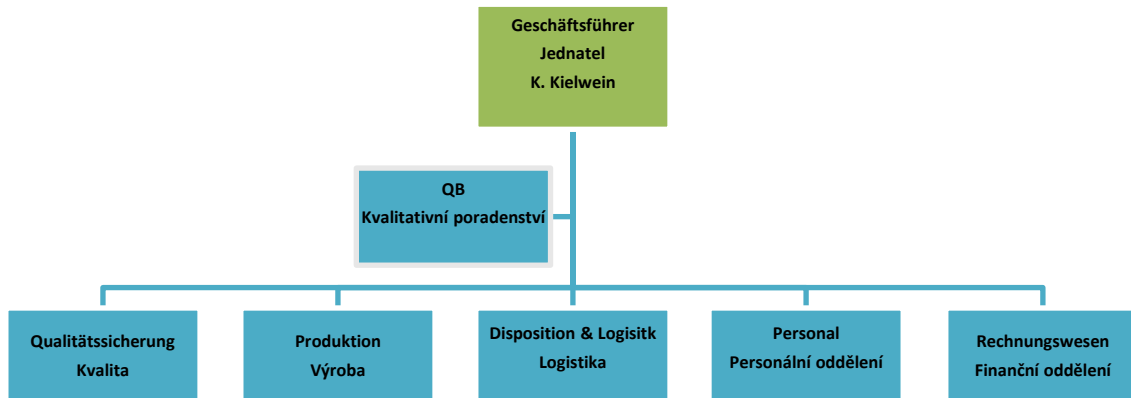 Geschäftsführer
Jednatel
K. Kielwein
QB
Kvalitativní poradenství
Qualitätssicherung
Kvalita
Produktion
Výroba
Disposition & Logisitk
Logistika
Personal
Personální oddělení
Rechnungswesen
Finanční oddělení